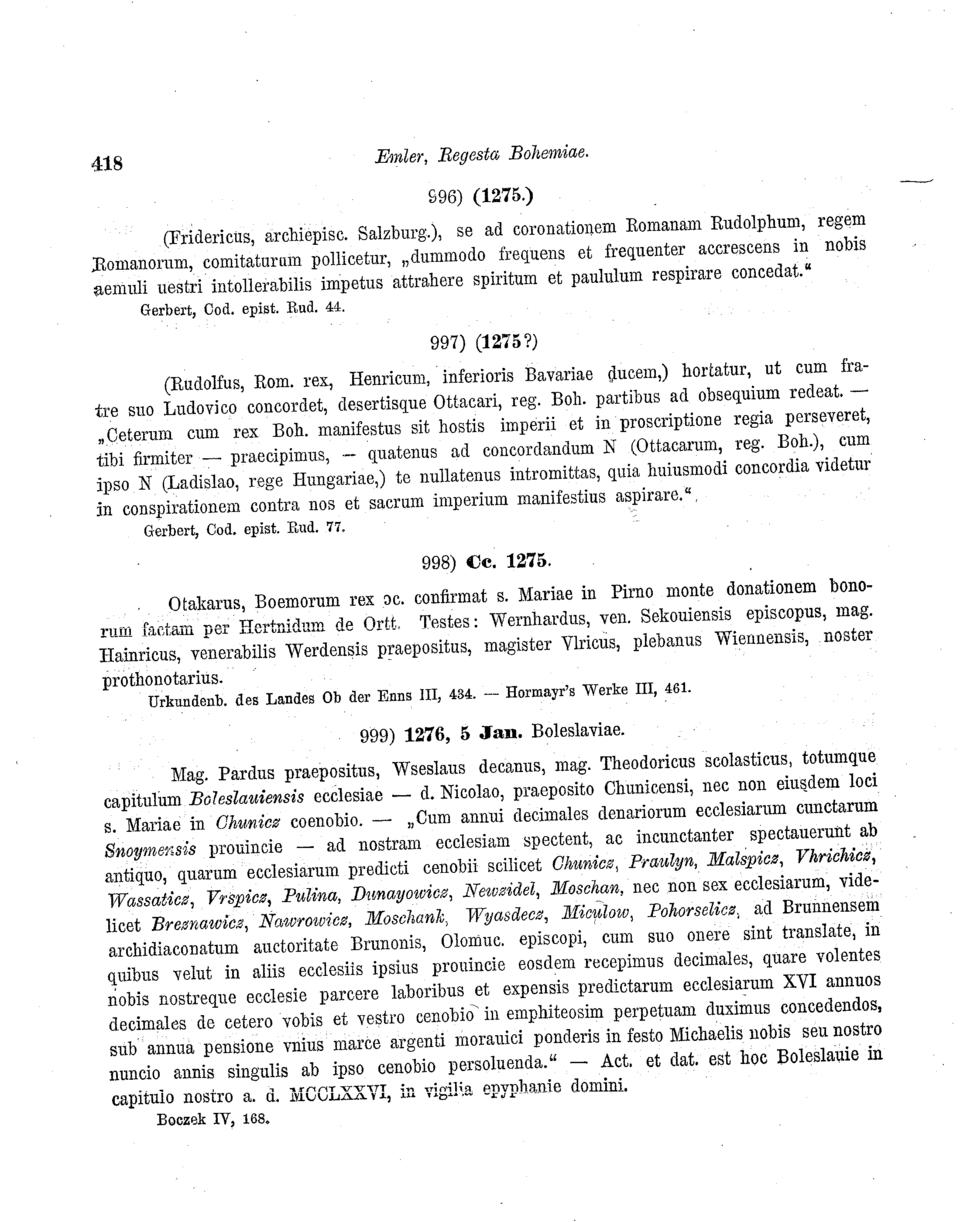 418
Emler, Regesta Bohemiae.
996) (1275.)
(Fridericus, archiepisc. Salzburg.), se ad coronationem Romanam Rudolphum, regem
Romanorum, comitaturum pollicetur, „dummodo frequens et frequenter accrescens in nobis
aemuli uestri intollerabilis impetus attrahere spiritum et paululum respirare concedat.“
Gerbert, Cod. epist. Rud. 44.
997) (1275?)
(Rudolfus, Rom. rex, Henricum, inferioris Bavariae ducem,) hortatur, ut cum fra-
tre suo Ludovico concordet, desertisque Ottacari, reg. Boh. partibus ad obsequium redeat. —
„Ceterum cum rex Boh. manifestus sit hostis imperii et in proscriptione regia perseveret,
tibi firmiter — praecipimus, — quatenus ad concordandum N (Ottacarum, reg. Boh.), cum
ipso N (Ladislao, rege Hungariae,) te nullatenus intromittas, quia huiusmodi concordia videtur
in conspirationem contra nos et sacrum imperium manifestius aspirare.“
Gerbert, Cod. epist. Rud. 77.
998) Cc. 1275.
Otakarus, Boemorum rex ɔc. confirmat s. Mariae in Pirno monte donationem bono-
rum factam per Hertnidum de Ortt. Testes: Wernhardus, ven. Sekouiensis episcopus, mag.
Hainricus, venerabilis Werdensis praepositus, magister Vlricus, plebanus Wiennensis, noster
prothonotarius.
Urkundenb. des Landes Ob der Enns III, 434. — Hormayr's Werke III, 461.
999) 1276, 5 Jan. Boleslaviae.
Mag. Pardus praepositus, Wseslaus decanus, mag. Theodoricus scolasticus, totumque
capitulum Boleslauiensis ecclesiae — d. Nicolao, praeposito Chunicensi, nec non eiusdem loci
s. Mariae in Chunicz coenobio. — „Cum annui decimales denariorum ecclesiarum cunctarum
Snoymensis prouincie — ad nostram ecclesiam spectent, ac incunctanter spectauerunt ab
antiquo, quarum ecclesiarum predicti cenobii scilicet Chunicz, Praulyn, Malspicz, Vhrichicz,
Wassaticz, Vrspicz, Pulina, Dunayowicz, Newzidel, Moschan, nec non sex ecclesiarum, vide-
licet Breznawicz, Nawrowicz, Moschank, Wyasdecz, Miculow, Pohorselicz, ad Brunnensem
archidiaconatum auctoritate Brunonis, Olomuc. episcopi, cum suo onere sint translate, in
quibus velut in aliis ecclesiis ipsius prouincie eosdem recepimus decimales, quare volentes
nobis nostreque ecclesie parcere laboribus et expensis predictarum ecclesiarum XVI annuos
decimales de cetero vobis et vestro cenobio in emphiteosim perpetuam duximus concedendos,
sub annua pensione vnius marce argenti morauici ponderis in festo Michaelis nobis seu nostro
nuncio annis singulis ab ipso cenobio persoluenda.“ — Act. et dat. est hoc Boleslauie in
capitulo nostro a. d. MCCLXXVI, in vigilia epyphanie domini.
Boczek IV, 168.